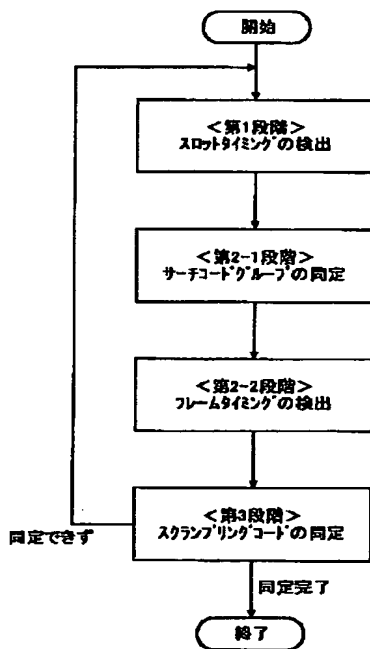 開始
＜第1段階＞
ｽﾛｯﾄﾀｲﾐﾝｸﾞの検出
＜第2-1段階＞
ｻｰﾁｺｰﾄﾞｸﾞﾙｰﾌﾟの同定
＜第2-2段階＞
ﾌﾚｰﾑﾀｲﾐﾝｸﾞの検出
＜第3段階＞
ｽｸﾗﾝﾌﾞﾘﾝｸﾞｺｰﾄﾞの同定
同定できず
同定完了
終了